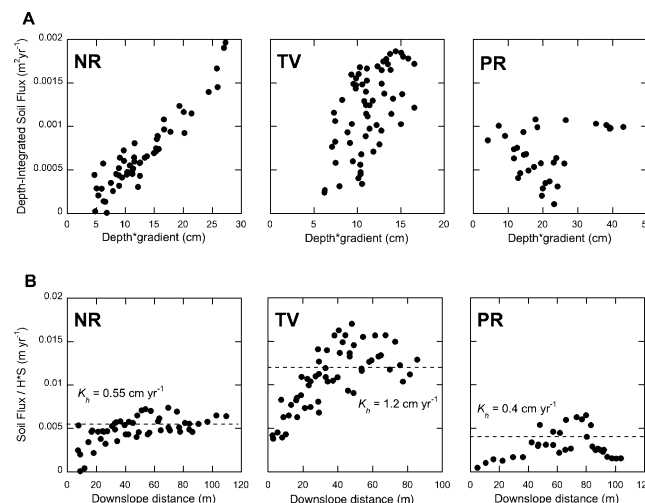 A
NR
TV
PR
Depth-Integrated Soil Flux (m²yr⁻¹)
0.002
0.0015
0.001
0.0005
0
0 5 10 15 20 25 30
0 5 10 15 20
0 10 20 30 40 50
Depth*gradient (cm)
Depth*gradient (cm)
Depth*gradient (cm)
B
NR
TV
PR
Soil Flux / H*S (m yr⁻¹)
0.02
0.015
0.01
0.005
0
K_h = 0.55 cm yr⁻¹
K_h = 1.2 cm yr⁻¹
K_h = 0.4 cm yr⁻¹
0 20 40 60 80 100 120
0 20 40 60 80 100
0 20 40 60 80 100 120
Downslope distance (m)
Downslope distance (m)
Downslope distance (m)